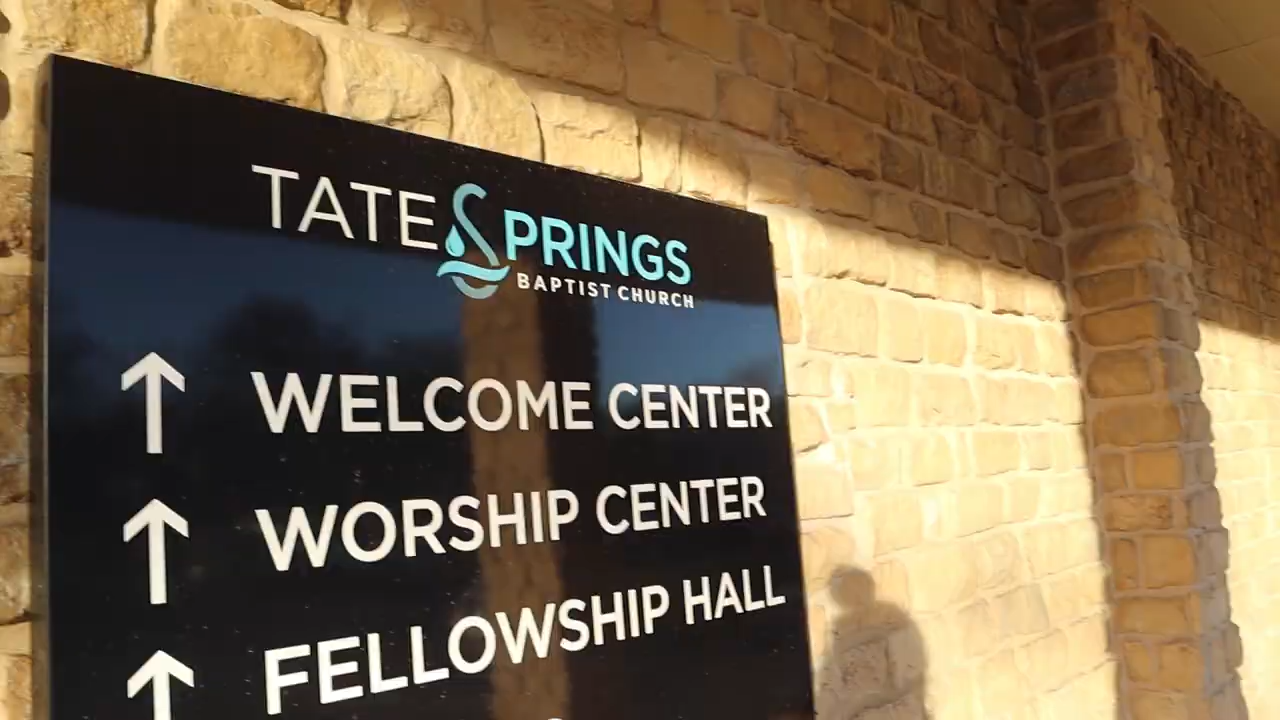 TATE SPRINGS
BAPTIST CHURCH
WELCOME CENTER
WORSHIP CENTER
FELLOWSHIP HALL